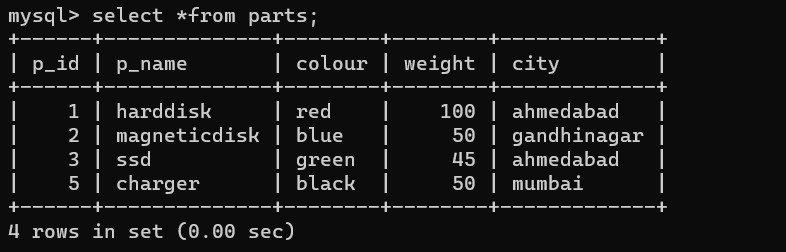 mysql> select *from parts;
+------+--------------+--------+--------+-------------+
| p_id | p_name       | colour | weight | city        |
+------+--------------+--------+--------+-------------+
|    1 | harddisk     | red    |    100 | ahmedabad   |
|    2 | magneticdisk | blue   |     50 | gandhinagar |
|    3 | ssd          | green  |     45 | ahmedabad   |
|    5 | charger      | black  |     50 | mumbai      |
+------+--------------+--------+--------+-------------+
4 rows in set (0.00 sec)